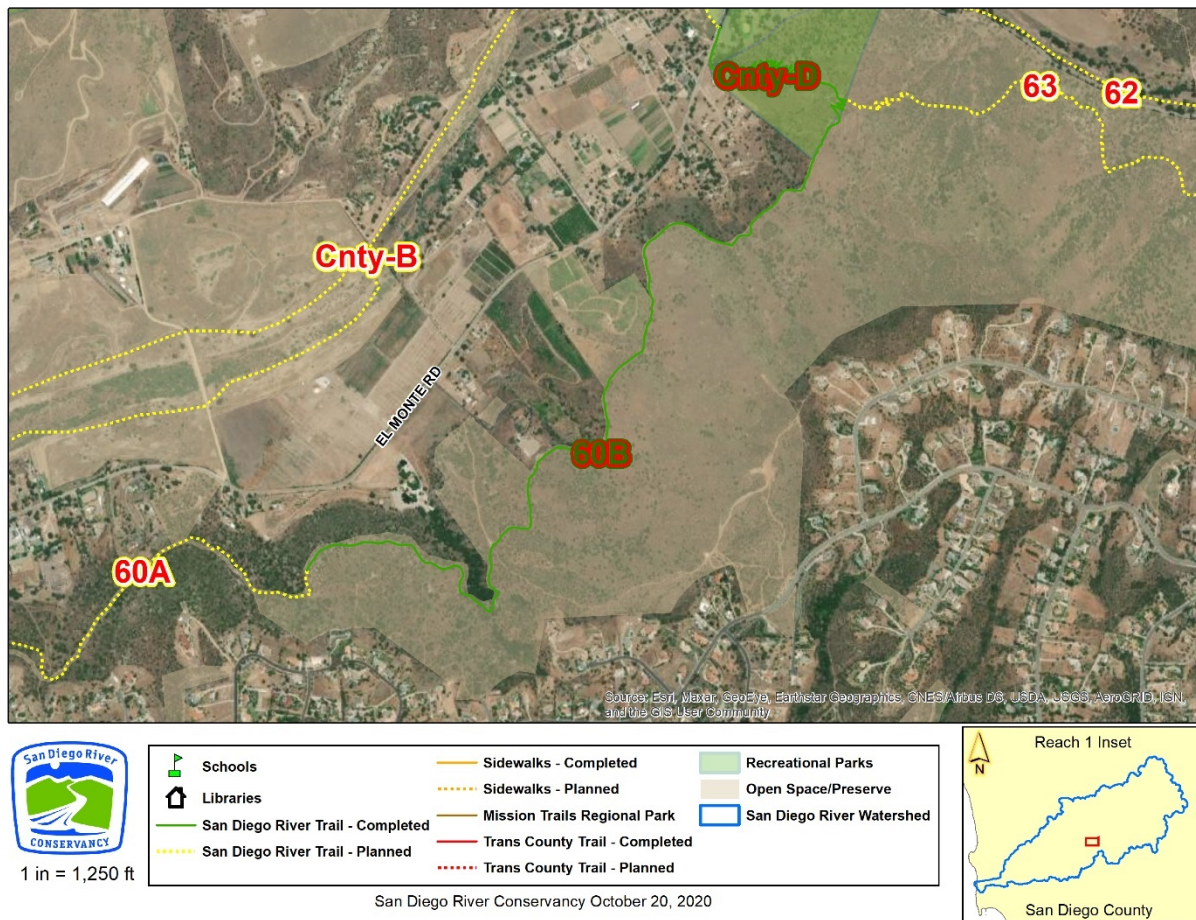 Cnty-D
63
62
Cnty-B
EL MONTE RD
60B
60A
Source: Esri, Maxar, GeoEye, Earthstar Geographics, CNES/Airbus DS, USDA, USGS, AeroGRID, IGN,
and the GIS User Community
San Diego River
CONSERVANCY
1 in = 1,250 ft
Schools
Libraries
San Diego River Trail - Completed
San Diego River Trail - Planned
Sidewalks - Completed
Sidewalks - Planned
Mission Trails Regional Park
Trans County Trail - Completed
Trans County Trail - Planned
Recreational Parks
Open Space/Preserve
San Diego River Watershed
San Diego River Conservancy October 20, 2020
Reach 1 Inset
N
San Diego County